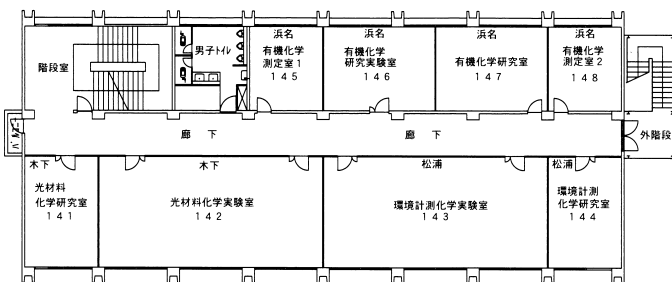 階段室
男子トイレ
浜名
有機化学
測定室1
145
浜名
有機化学
研究実験室
146
浜名
有機化学研究室
147
浜名
有機化学
測定室2
148
廊 下
廊 下
外階段
木下
光材料
化学研究室
141
木下
光材料化学実験室
142
松浦
環境計測化学実験室
143
松浦
環境計測
化学研究室
144